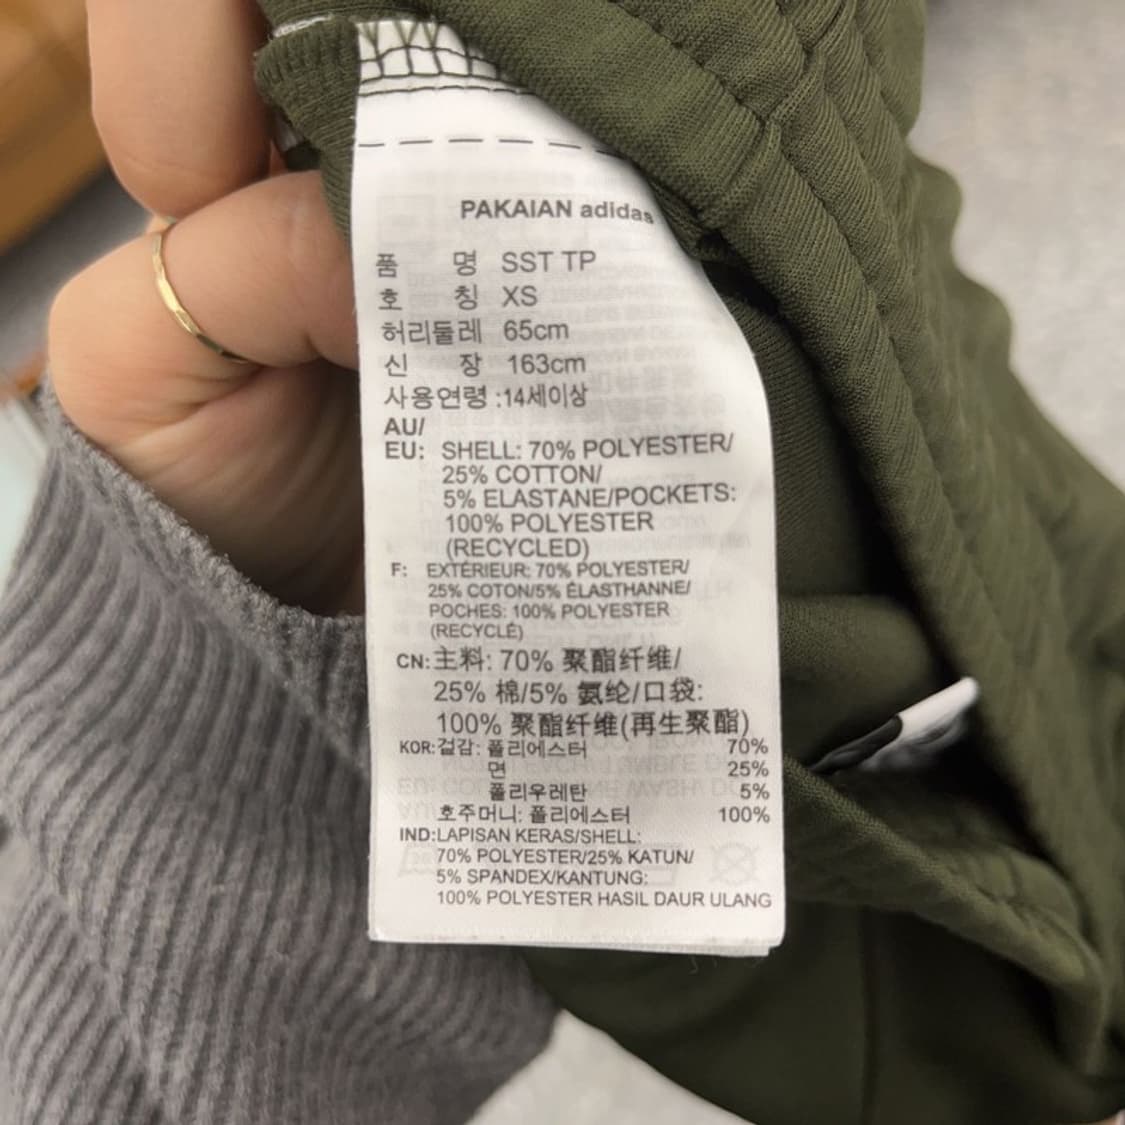 PAKAIAN adidas
품 명 SST TP
호 칭 XS
허리둘레 65cm
신 장 163cm
사용연령 :14세이상
AU/
EU: SHELL: 70% POLYESTER/
25% COTTON/
5% ELASTANE/POCKETS:
100% POLYESTER
(RECYCLED)
F: EXTÉRIEUR: 70% POLYESTER/
25% COTON/5% ÉLASTHANNE/
POCHES: 100% POLYESTER
(RECYCLÉ)
CN:主料: 70% 聚酯纤维/
25% 棉/5% 氨纶/口袋:
100% 聚酯纤维(再生聚酯)
KOR:겉감: 폴리에스터 70%
면 25%
폴리우레탄 5%
호주머니: 폴리에스터 100%
IND:LAPISAN KERAS/SHELL:
70% POLYESTER/25% KATUN/
5% SPANDEX/KANTUNG:
100% POLYESTER HASIL DAUR ULANG